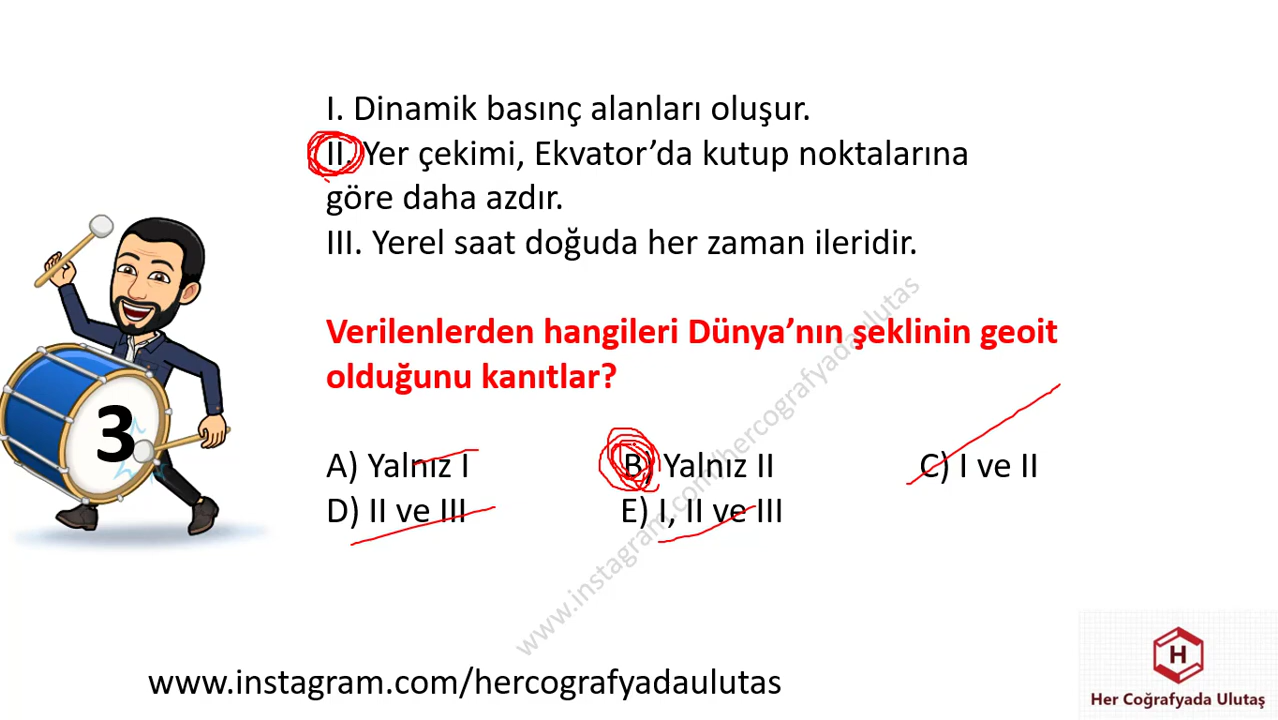 I. Dinamik basınç alanları oluşur.
II. Yer çekimi, Ekvator’da kutup noktalarına
göre daha azdır.
III. Yerel saat doğuda her zaman ileridir.
Verilenlerden hangileri Dünya’nın şeklinin geoit
olduğunu kanıtlar?
3
A) Yalnız I B) Yalnız II C) I ve II
D) II ve III E) I, II ve III
www.instagram.com/hercografyadaulutas
www.instagram.com/hercografyadaulutas
H
Her Coğrafyada Ulutaş